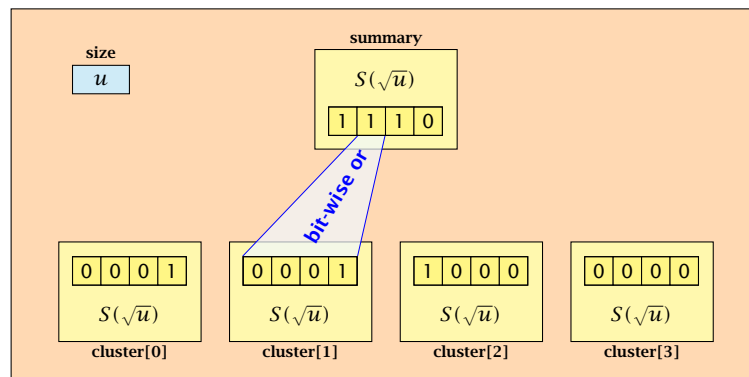 summary
size
u
S(√u)
1 1 1 0
bit-wise or
0 0 0 1
0 0 0 1
1 0 0 0
0 0 0 0
S(√u)
S(√u)
S(√u)
S(√u)
cluster[0]
cluster[1]
cluster[2]
cluster[3]